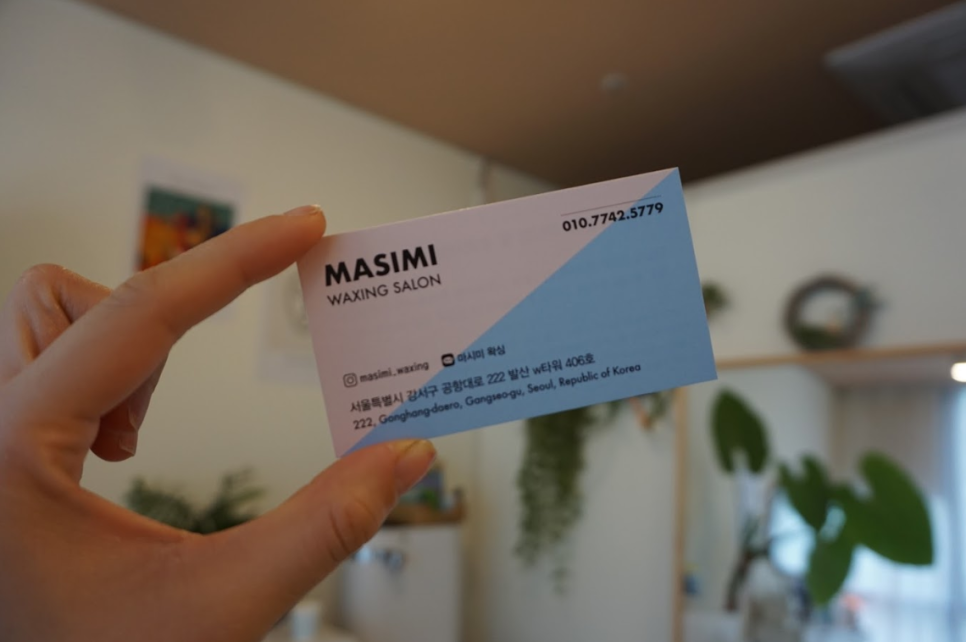 010.7742.5779
MASIMI
WAXING SALON
masimi_waxing 마시미 왁싱
서울특별시 강서구 공항대로 222 발산 w타워 406호
222, Gonghang-daero, Gangseo-gu, Seoul, Republic of Korea